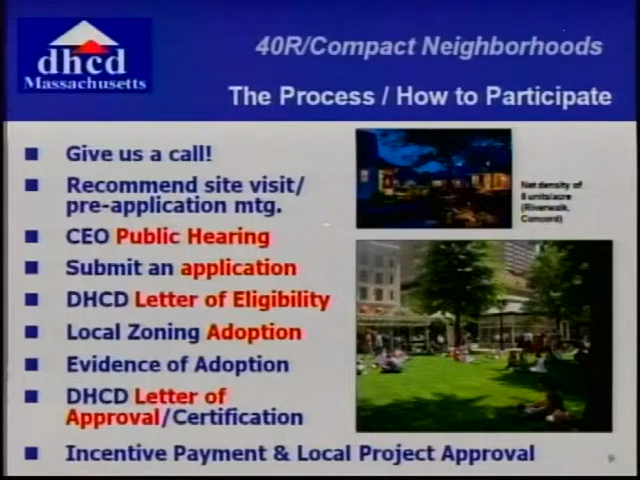 dhcd
Massachusetts
40R/Compact Neighborhoods
The Process / How to Participate
Give us a call!
Recommend site visit/
pre-application mtg.
CEO Public Hearing
Submit an application
DHCD Letter of Eligibility
Local Zoning Adoption
Evidence of Adoption
DHCD Letter of
Approval/Certification
Incentive Payment & Local Project Approval
Net density of
8 units/acre
(Riverwalk,
Concord)